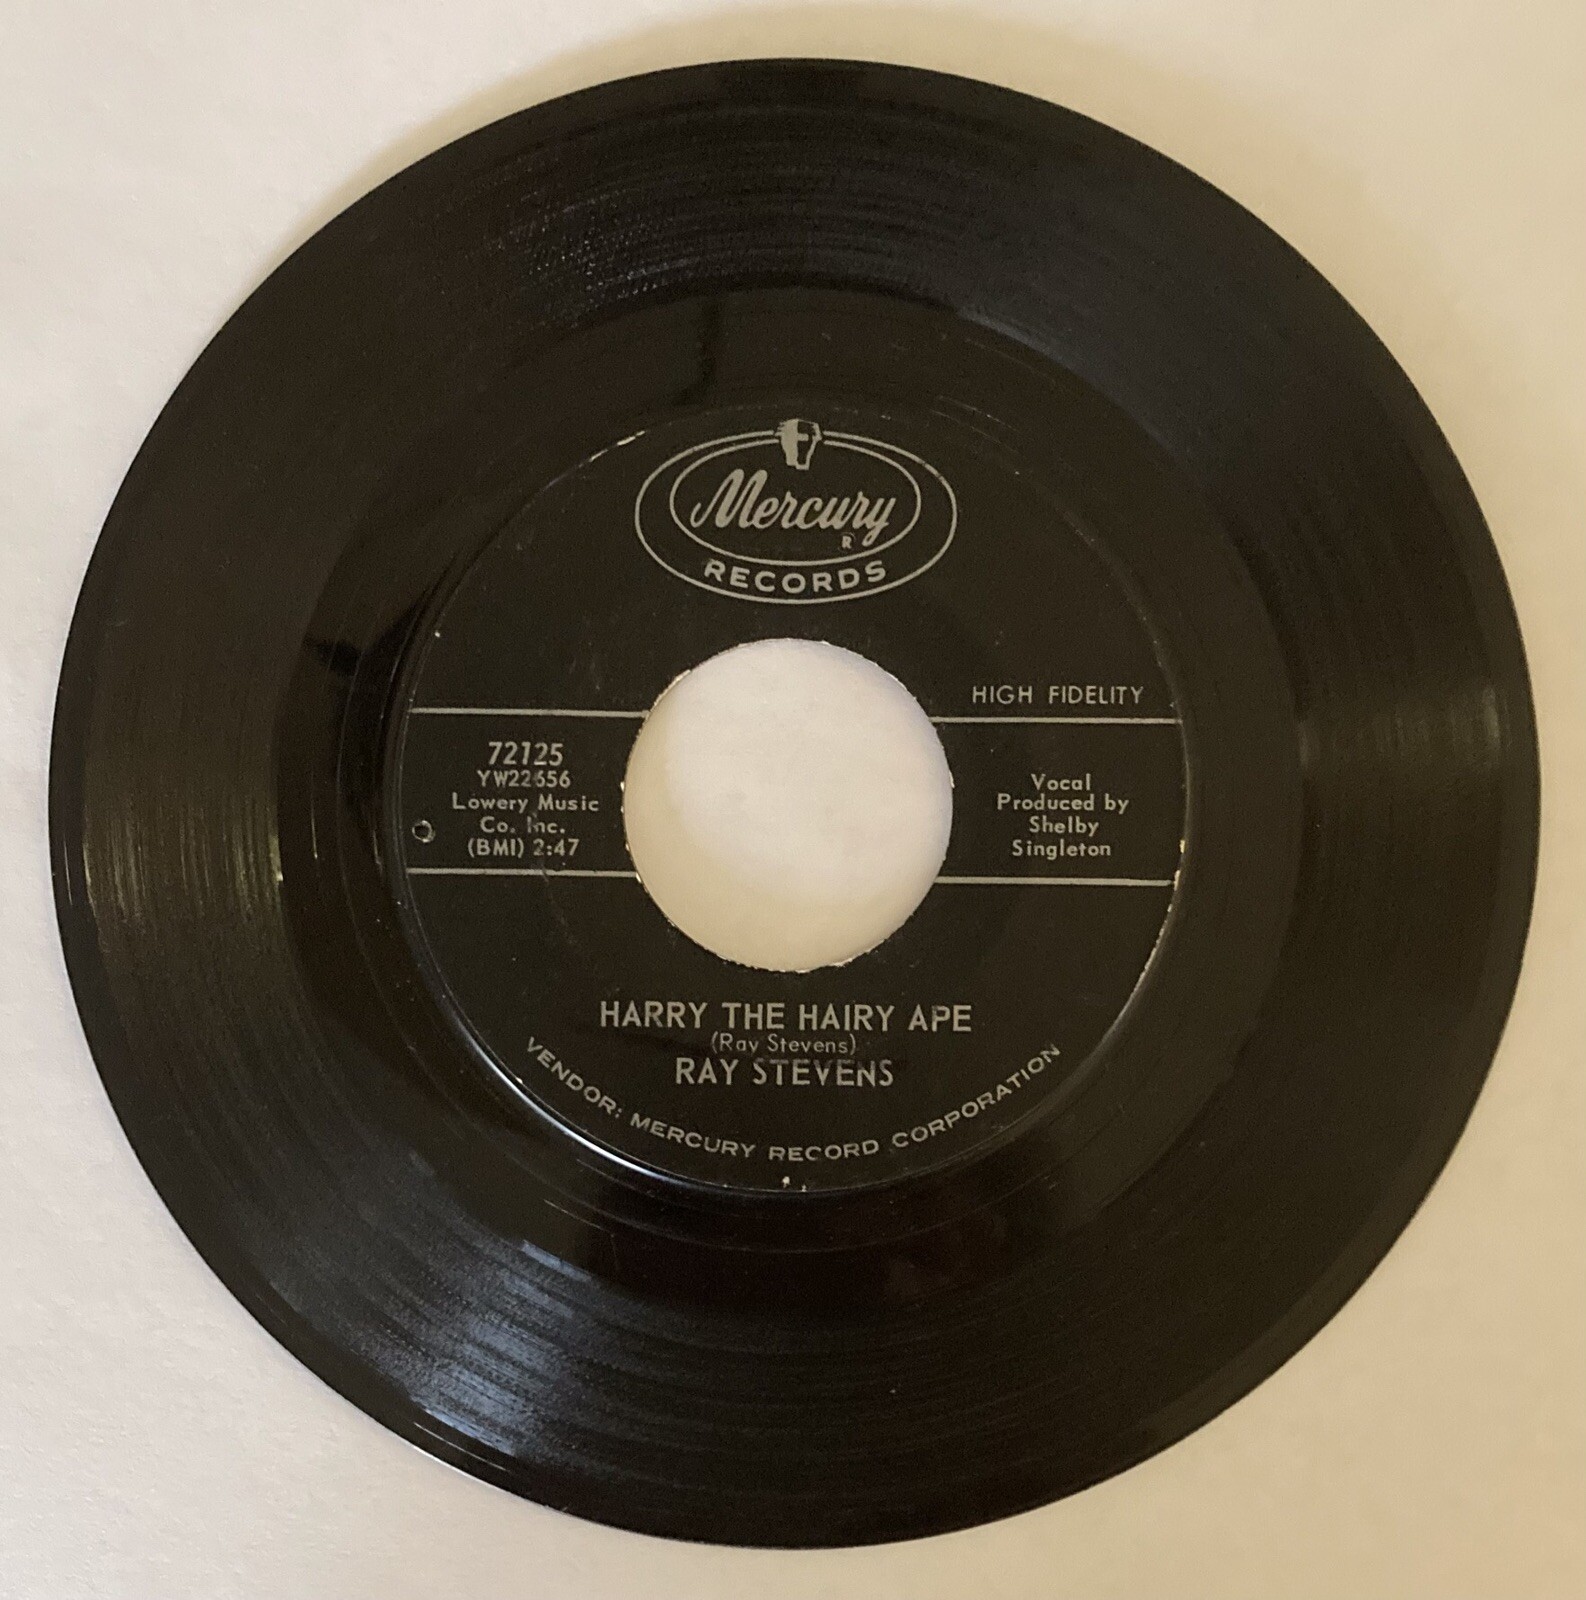 Mercury
R
RECORDS
HIGH FIDELITY
72125
YW22656
Lowery Music
Co. Inc.
(BMI) 2:47
Vocal
Produced by
Shelby
Singleton
HARRY THE HAIRY APE
(Ray Stevens)
RAY STEVENS
VENDOR: MERCURY RECORD CORPORATION